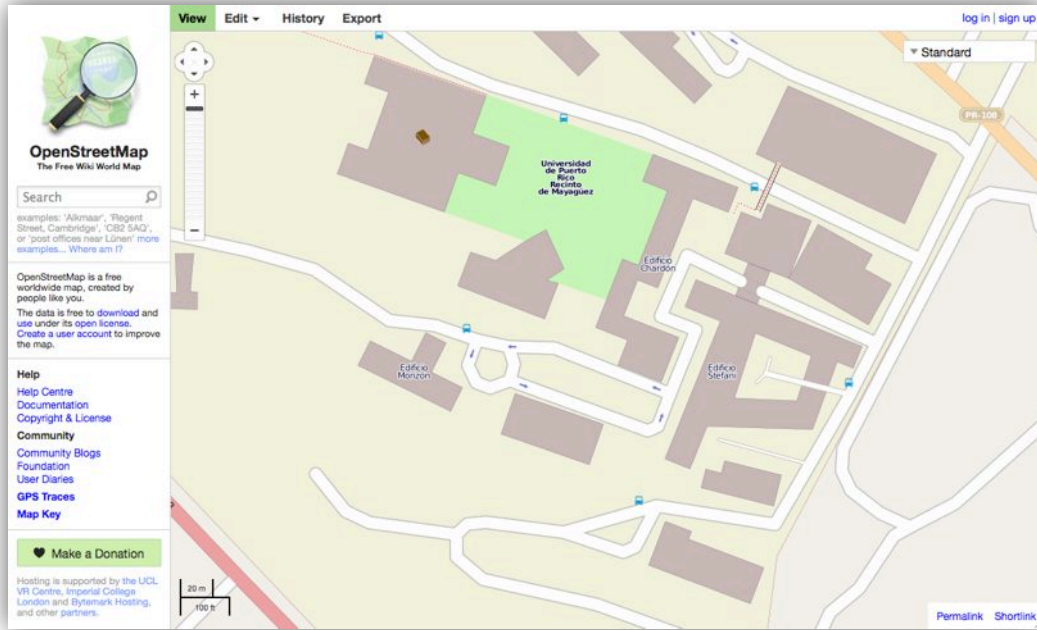 View Edit History Export
log in | sign up
OpenStreetMap
The Free Wiki World Map
Search
examples: 'Alkmaar', 'Regent
Street, Cambridge', 'CB2 5AQ',
or 'post offices near Lünen' more
examples... Where am I?
OpenStreetMap is a free
worldwide map, created by
people like you.
The data is free to download and
use under its open license.
Create a user account to improve
the map.
Help
Help Centre
Documentation
Copyright & License
Community
Community Blogs
Foundation
User Diaries
GPS Traces
Map Key
Make a Donation
Hosting is supported by the UCL
VR Centre, Imperial College
London and Bytemark Hosting,
and other partners.
+
−
Standard
PR-108
Universidad
de Puerto
Rico
Recinto
de Mayagüez
Edificio
Chardón
Edificio
Monzón
Edificio
Stefani
20 m
100 ft
Permalink Shortlink